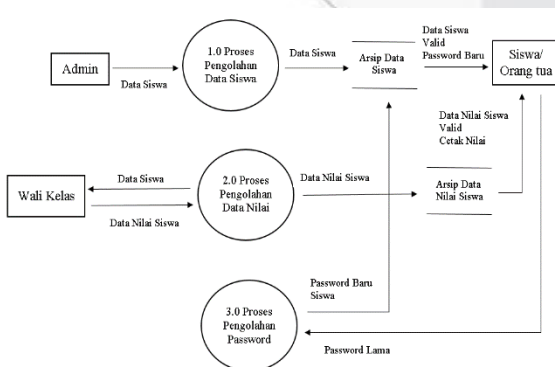 Admin
Data Siswa
1.0 Proses
Pengolahan
Data Siswa
Data Siswa
Arsip Data
Siswa
Data Siswa
Valid
Password Baru
Siswa/
Orang tua
Wali Kelas
Data Siswa
Data Nilai Siswa
2.0 Proses
Pengolahan
Data Nilai
Data Nilai Siswa
Arsip Data
Nilai Siswa
Data Nilai Siswa
Valid
Cetak Nilai
3.0 Proses
Pengolahan
Password
Password Baru
Siswa
Password Lama